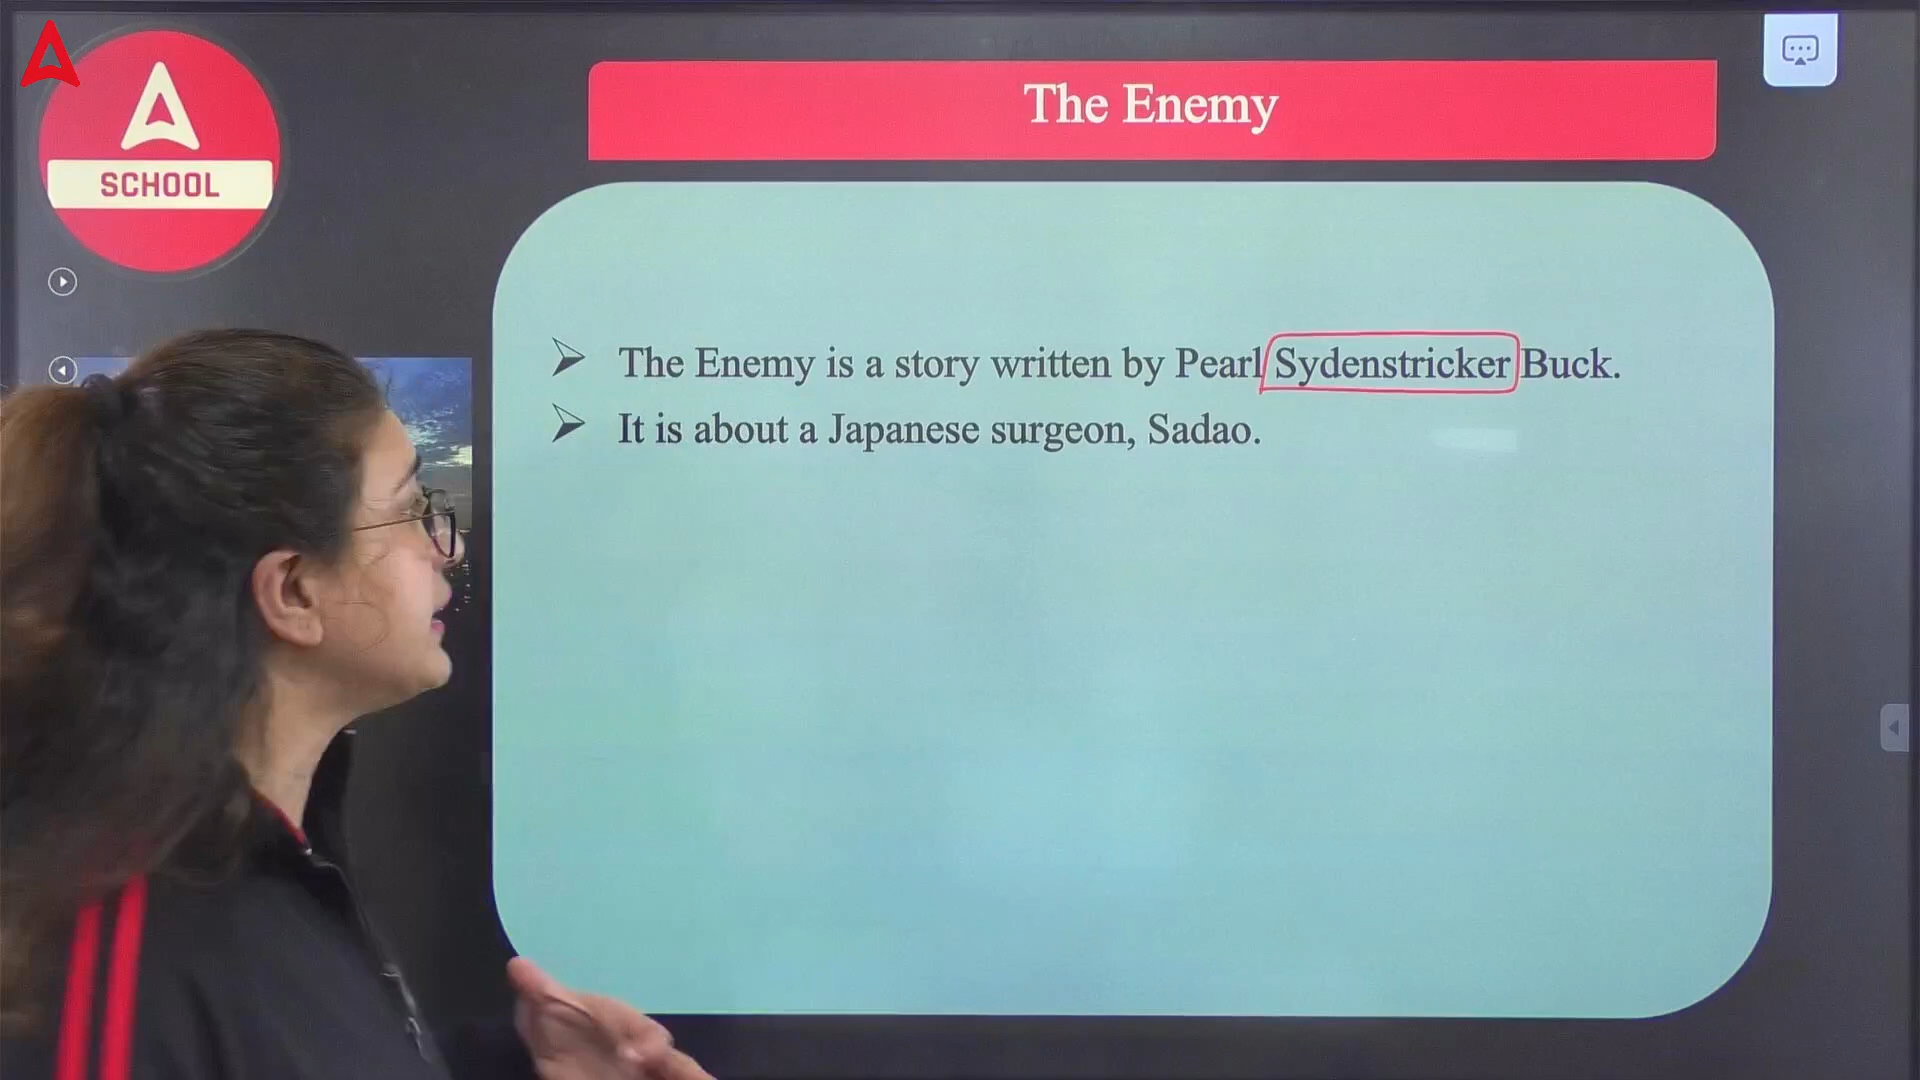 SCHOOL
The Enemy
The Enemy is a story written by Pearl Sydenstricker Buck.
It is about a Japanese surgeon, Sadao.